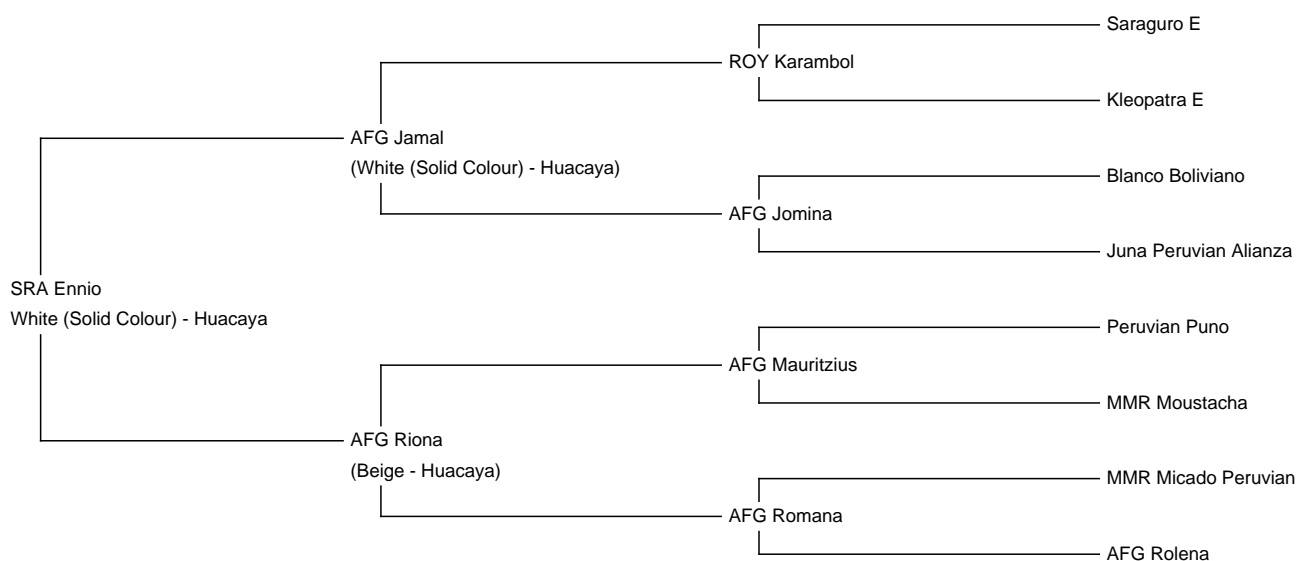 Saraguro E
ROY Karambol
Kleopatra E
AFG Jamal
(White (Solid Colour) - Huacaya)
Blanco Boliviano
AFG Jomina
Juna Peruvian Alianza
SRA Ennio
White (Solid Colour) - Huacaya
Peruvian Puno
AFG Mauritzius
MMR Moustacha
AFG Riona
(Beige - Huacaya)
MMR Micado Peruvian
AFG Romana
AFG Rolena